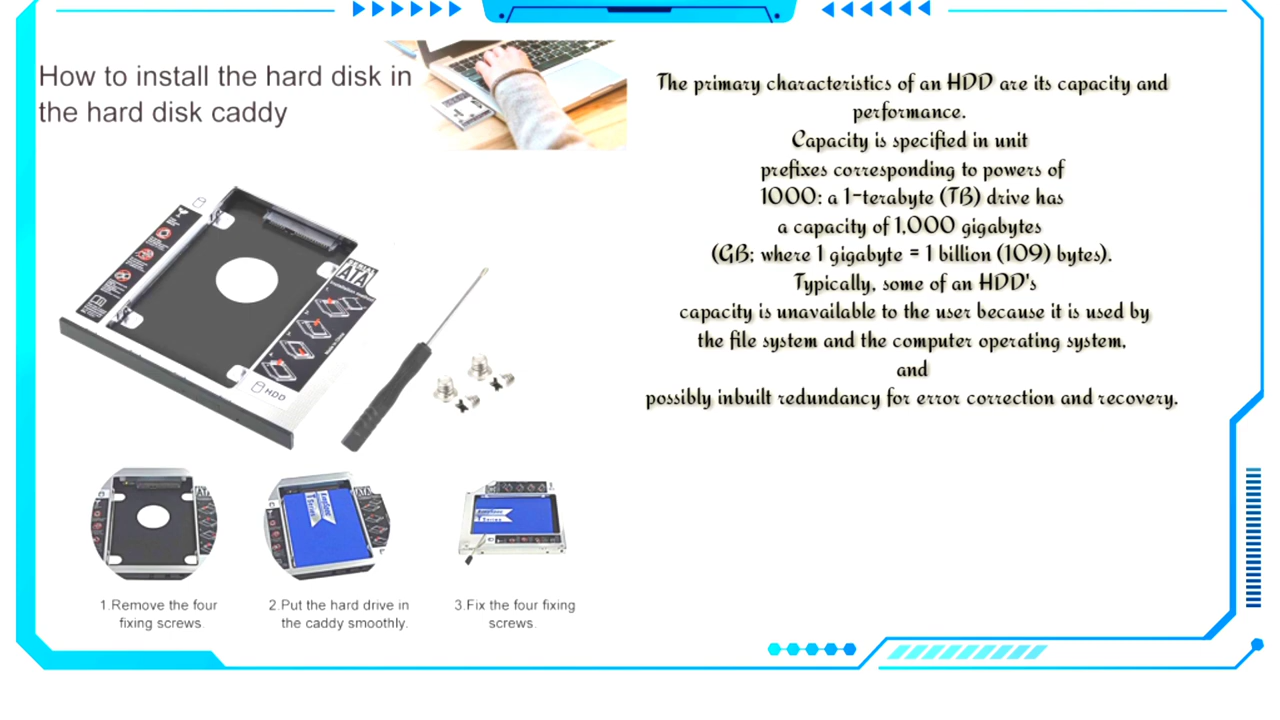 How to install the hard disk in
the hard disk caddy
The primary characteristics of an HDD are its capacity and
performance.
Capacity is specified in unit
prefixes corresponding to powers of
1000: a 1-terabyte (TB) drive has
a capacity of 1,000 gigabytes
(GB; where 1 gigabyte = 1 billion (109) bytes).
Typically, some of an HDD's
capacity is unavailable to the user because it is used by
the file system and the computer operating system,
and
possibly inbuilt redundancy for error correction and recovery.
SERIAL
SATA
Made in China
HDD
1.Remove the four
fixing screws.
2.Put the hard drive in
the caddy smoothly.
3.Fix the four fixing
screws.